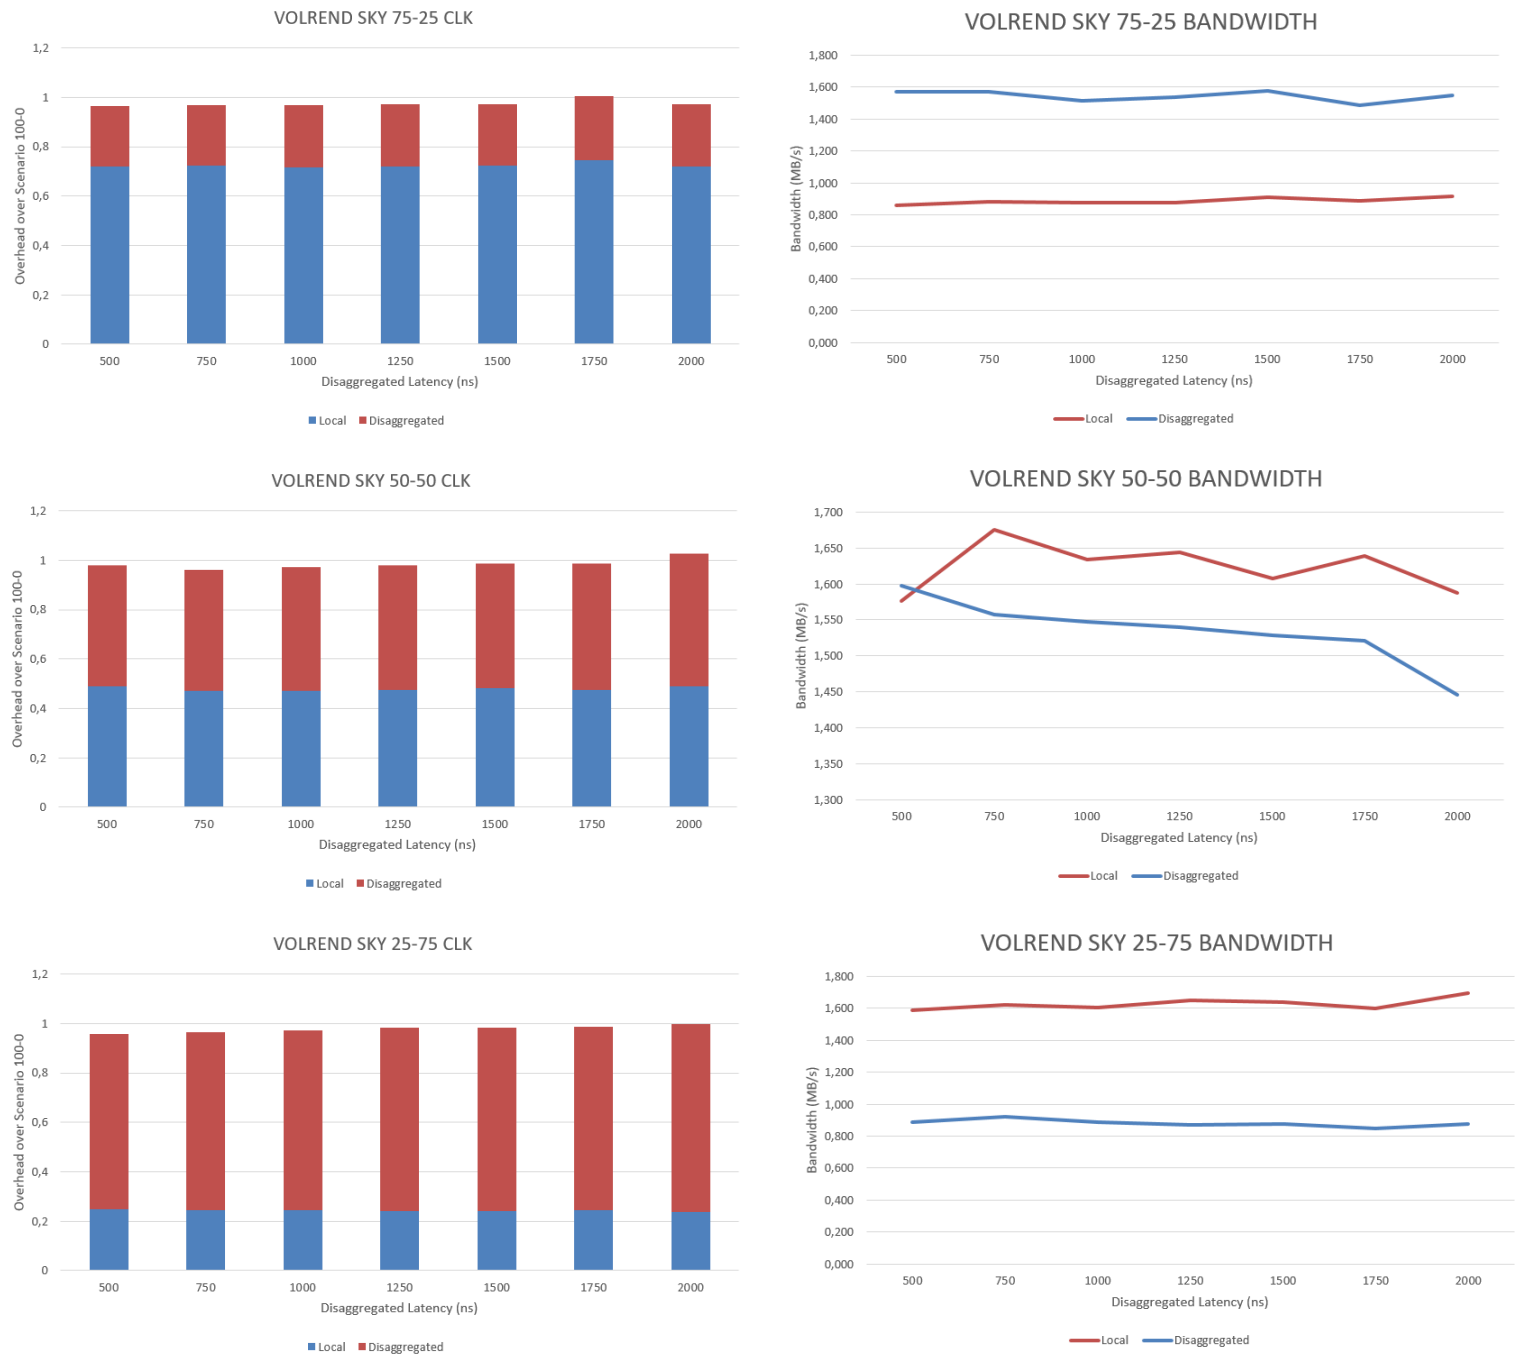 VOLREND SKY 75-25 CLK
1,2
1
0,8
0,6
0,4
0,2
0
Overhead over Scenario 100-0
500 750 1000 1250 1500 1750 2000
Disaggregated Latency (ns)
Local Disaggregated
VOLREND SKY 75-25 BANDWIDTH
1,800
1,600
1,400
1,200
1,000
0,800
0,600
0,400
0,200
0,000
Bandwidth (MB/s)
500 750 1000 1250 1500 1750 2000
Disaggregated Latency (ns)
Local Disaggregated
VOLREND SKY 50-50 CLK
1,2
1
0,8
0,6
0,4
0,2
0
Overhead over Scenario 100-0
500 750 1000 1250 1500 1750 2000
Disaggregated Latency (ns)
Local Disaggregated
VOLREND SKY 50-50 BANDWIDTH
1,700
1,650
1,600
1,550
1,500
1,450
1,400
1,350
1,300
Bandwidth (MB/s)
500 750 1000 1250 1500 1750 2000
Disaggregated Latency (ns)
Local Disaggregated
VOLREND SKY 25-75 CLK
1,2
1
0,8
0,6
0,4
0,2
0
Overhead over Scenario 100-0
500 750 1000 1250 1500 1750 2000
Disaggregated Latency (ns)
Local Disaggregated
VOLREND SKY 25-75 BANDWIDTH
1,800
1,600
1,400
1,200
1,000
0,800
0,600
0,400
0,200
0,000
Bandwidth (MB/s)
500 750 1000 1250 1500 1750 2000
Disaggregated Latency (ns)
Local Disaggregated